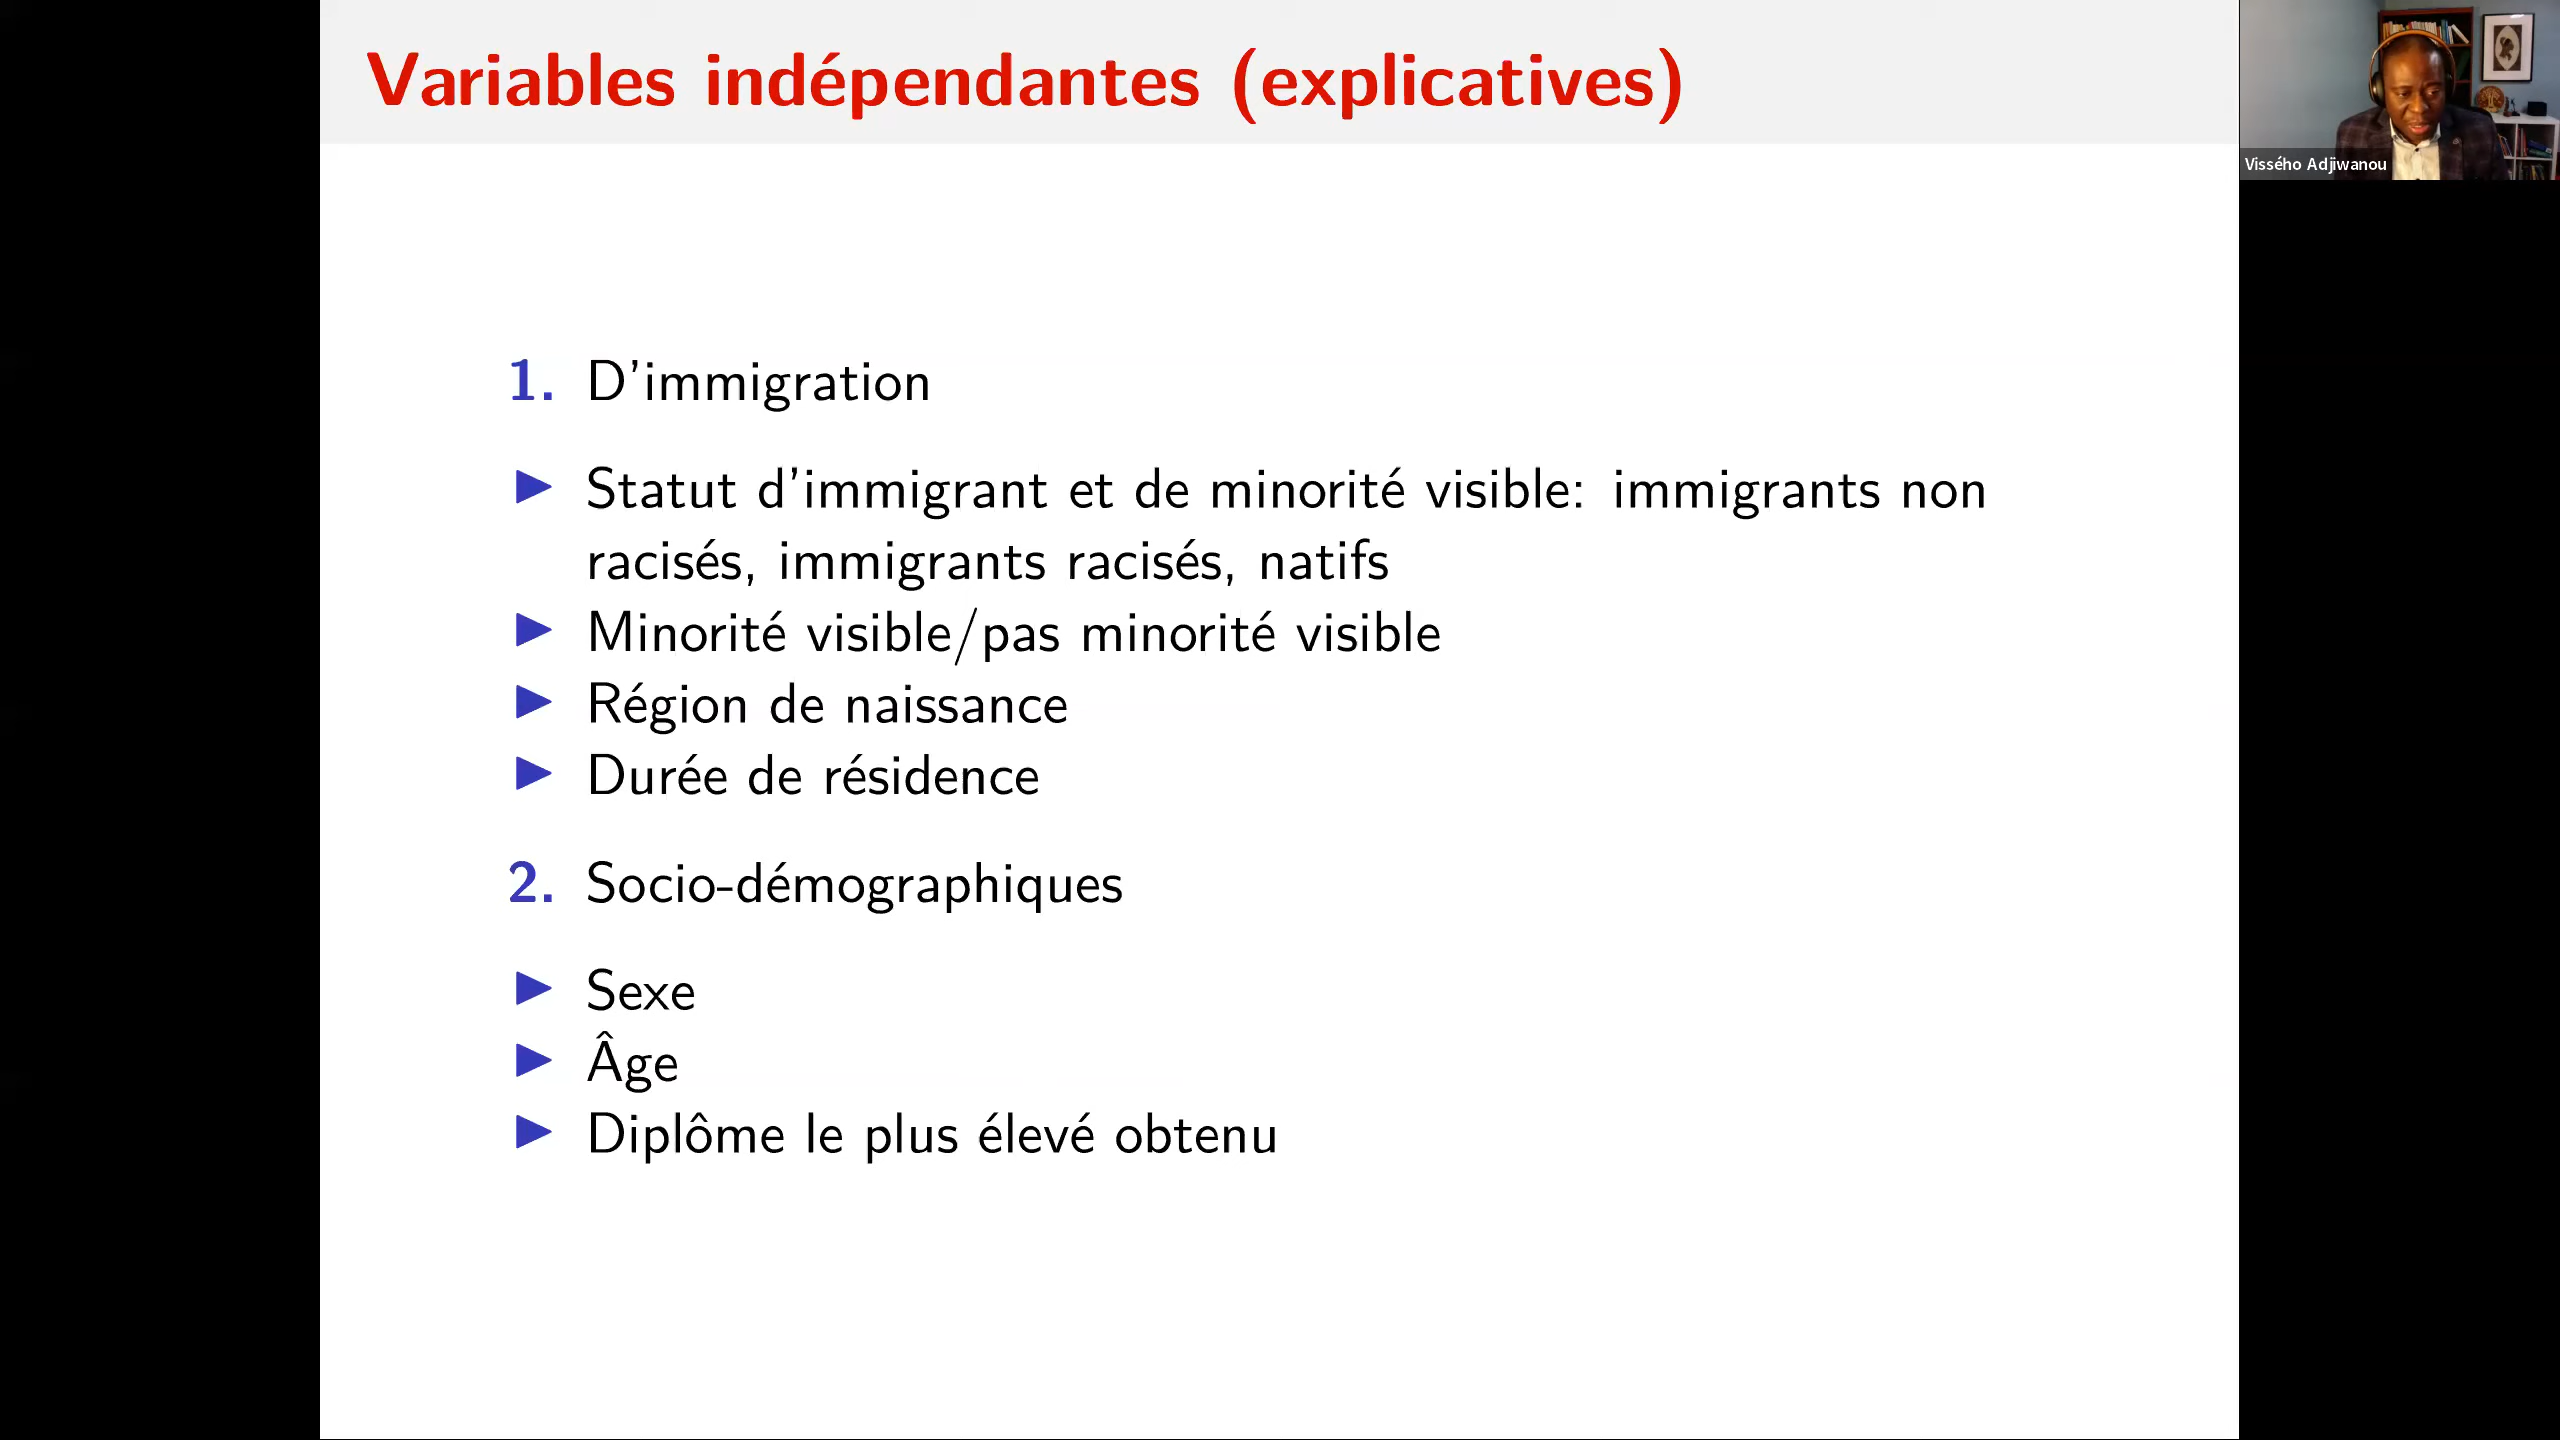 Variables indépendantes (explicatives)
Vissého Adjiwanou
1. D'immigration
▶ Statut d'immigrant et de minorité visible: immigrants non
racisés, immigrants racisés, natifs
▶ Minorité visible/pas minorité visible
▶ Région de naissance
▶ Durée de résidence
2. Socio-démographiques
▶ Sexe
▶ Âge
▶ Diplôme le plus élevé obtenu